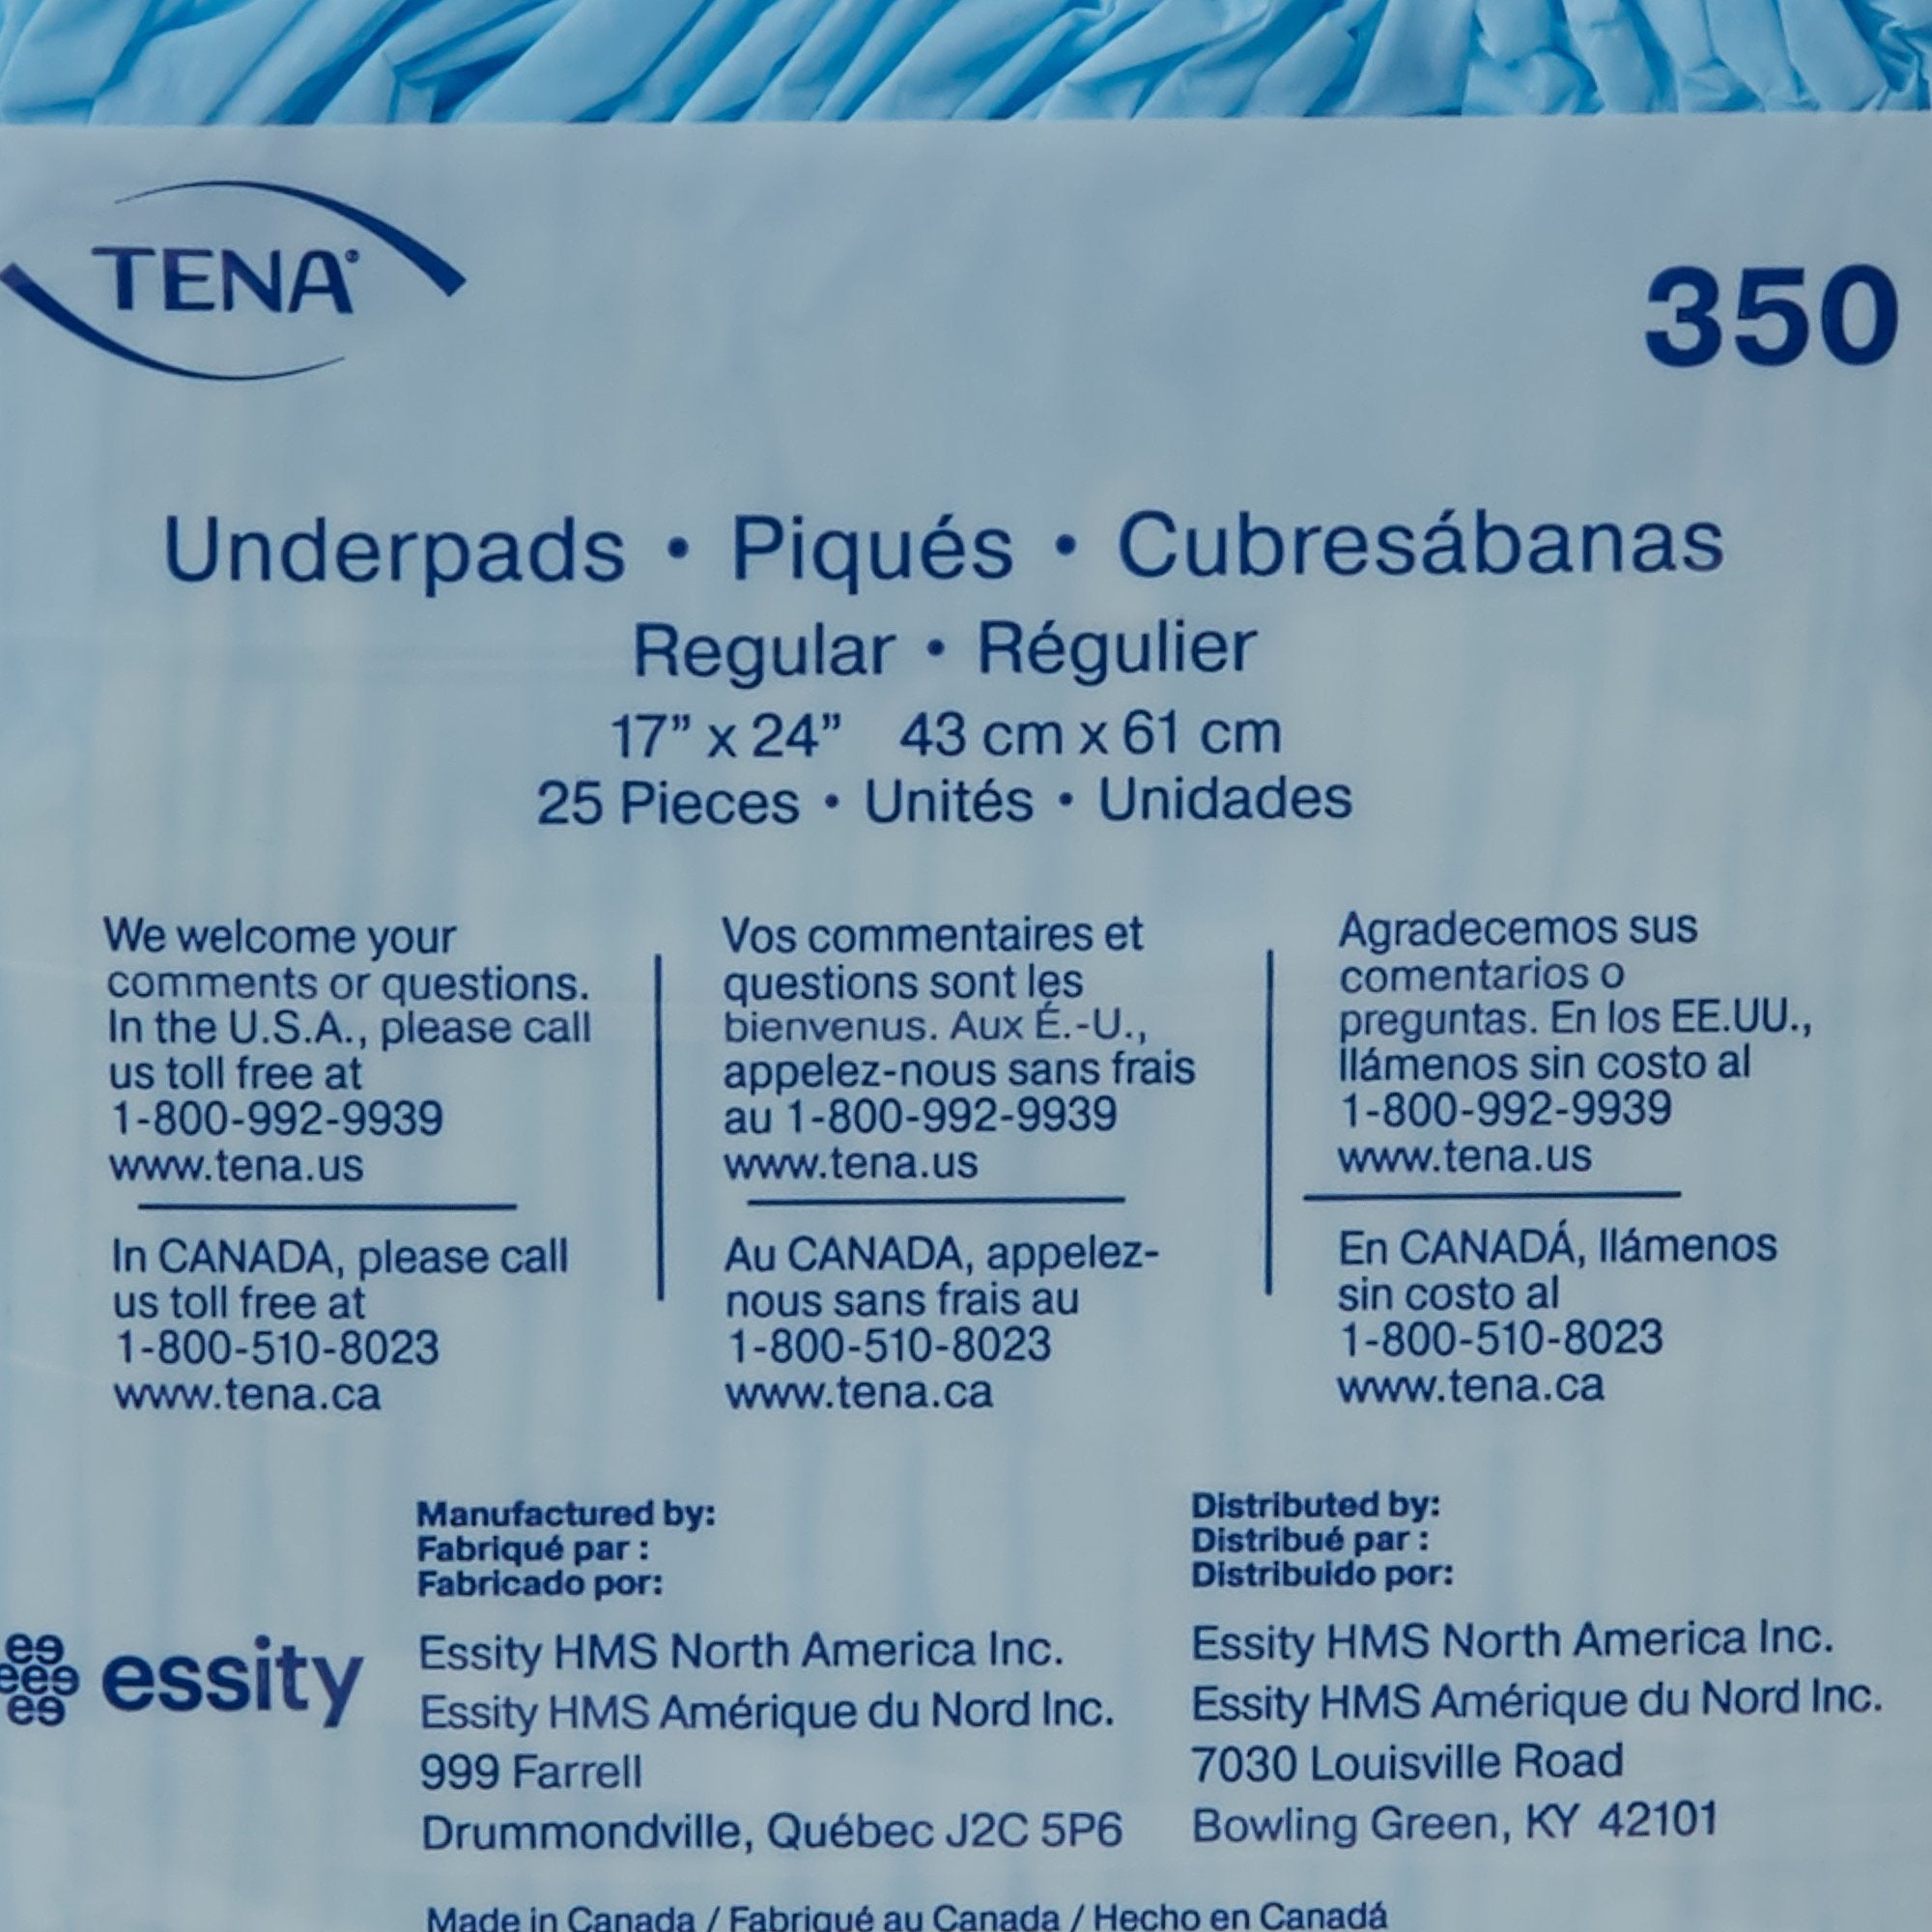 TENA®
350
Underpads • Piqués • Cubresábanas
Regular • Régulier
17” x 24” 43 cm x 61 cm
25 Pieces • Unités • Unidades
We welcome your
comments or questions.
In the U.S.A., please call
us toll free at
1-800-992-9939
www.tena.us
In CANADA, please call
us toll free at
1-800-510-8023
www.tena.ca
Vos commentaires et
questions sont les
bienvenus. Aux É.-U.,
appelez-nous sans frais
au 1-800-992-9939
www.tena.us
Au CANADA, appelez-
nous sans frais au
1-800-510-8023
www.tena.ca
Agradecemos sus
comentarios o
preguntas. En los EE.UU.,
llámenos sin costo al
1-800-992-9939
www.tena.us
En CANADÁ, llámenos
sin costo al
1-800-510-8023
www.tena.ca
essity
Manufactured by:
Fabriqué par :
Fabricado por:
Essity HMS North America Inc.
Essity HMS Amérique du Nord Inc.
999 Farrell
Drummondville, Québec J2C 5P6
Distributed by:
Distribué par :
Distribuido por:
Essity HMS North America Inc.
Essity HMS Amérique du Nord Inc.
7030 Louisville Road
Bowling Green, KY 42101
Made in Canada / Fabriqué au Canada / Hecho en Canadá